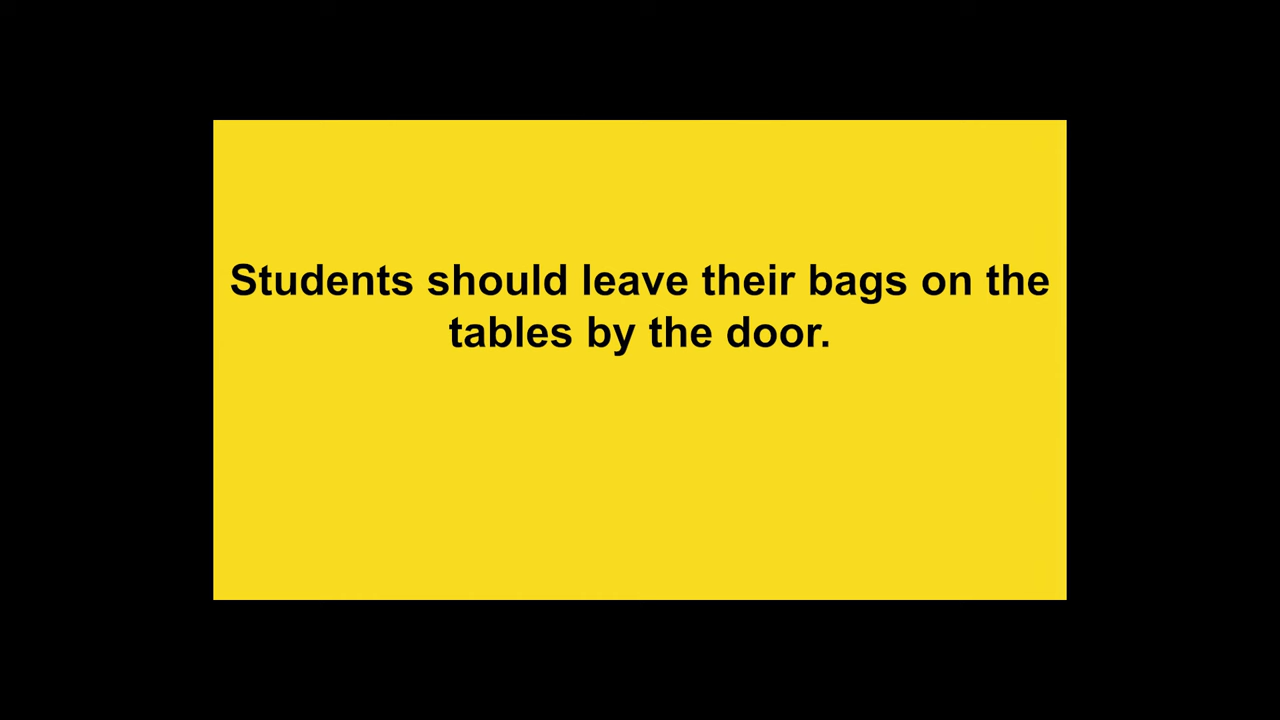 Students should leave their bags on the
tables by the door.